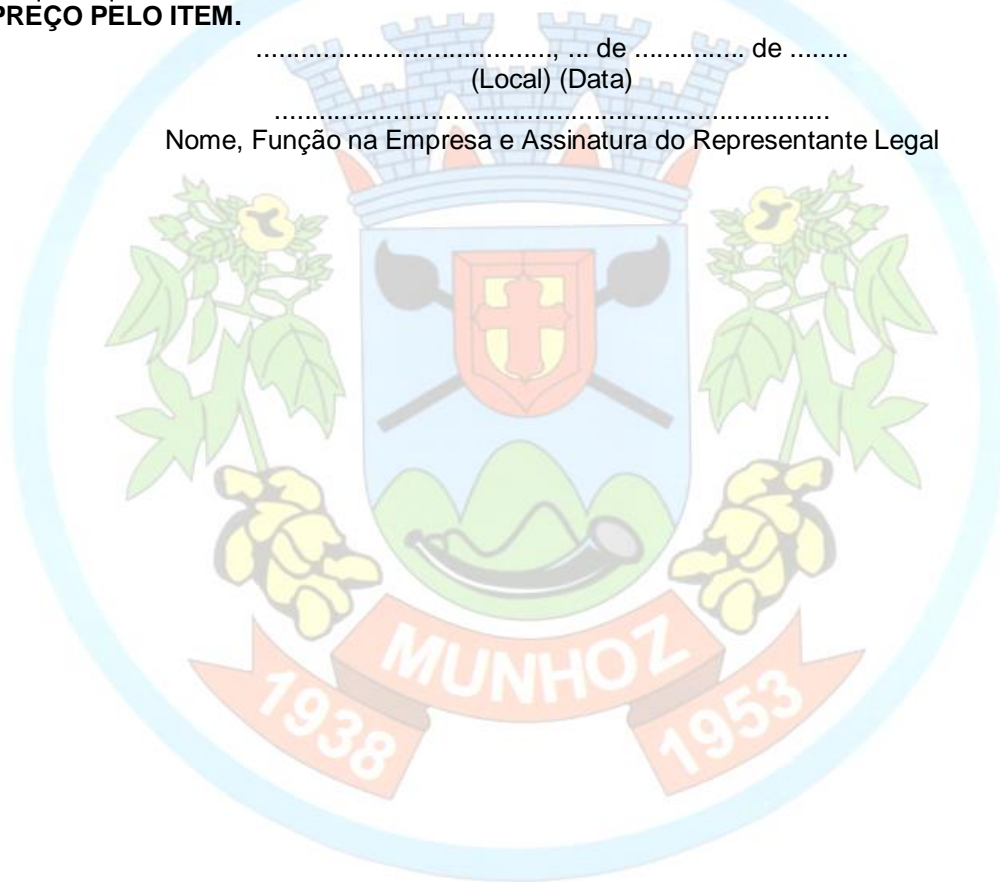 PREÇO PELO ITEM.
......................................, ... de ............... de ........
(Local) (Data)
........................................................................
Nome, Função na Empresa e Assinatura do Representante Legal
MUNHOZ
1938
1953